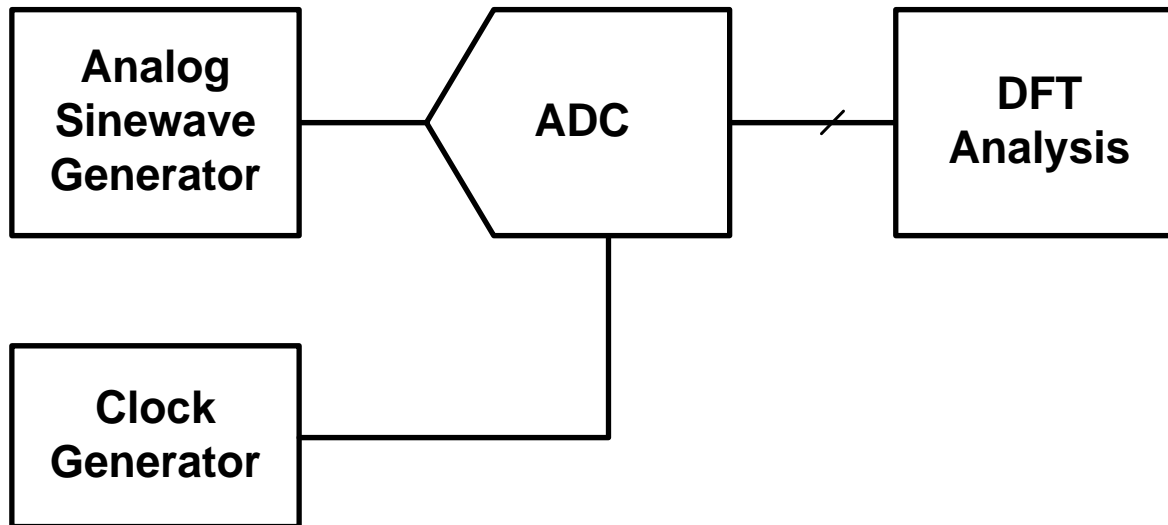 Analog
Sinewave
Generator
ADC
DFT
Analysis
Clock
Generator